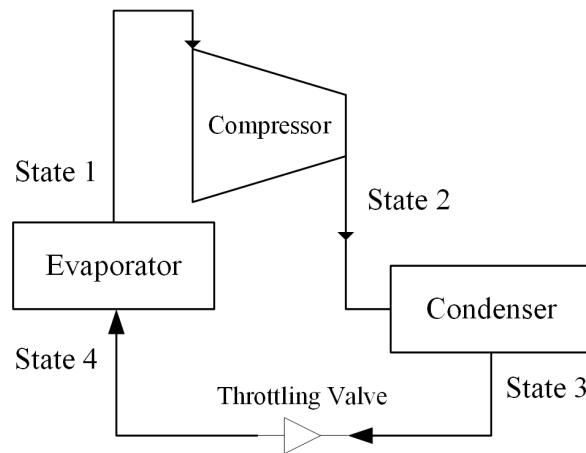 Compressor
State 1
State 2
Evaporator
Condenser
State 4
Throttling Valve
State 3